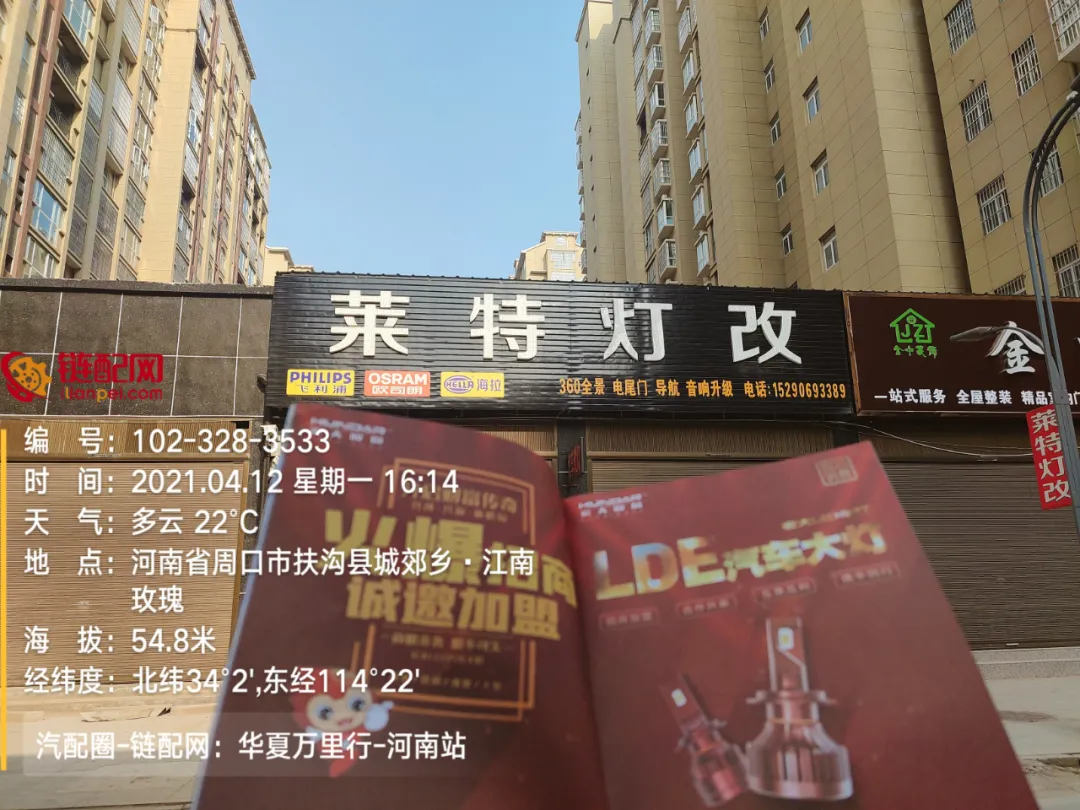 莱特灯改
PHILIPS
飞利浦
OSRAM
欧司朗
HELLA 海拉
360全景 电尾门 导航 音响升级 电话:15290693389
JZ
金
一站式服务 全屋整装
莱特灯改
链配网
lianpei.com
编号：102-328-3533
时间：2021.04.12 星期一 16:14
天气：多云 22°C
地点：河南省周口市扶沟县城郊乡·江南
玫瑰
海拔：54.8米
经纬度：北纬34°2',东经114°22'
汽配圈-链配网：华夏万里行-河南站
火爆招商
诚邀加盟
LDE汽车大灯